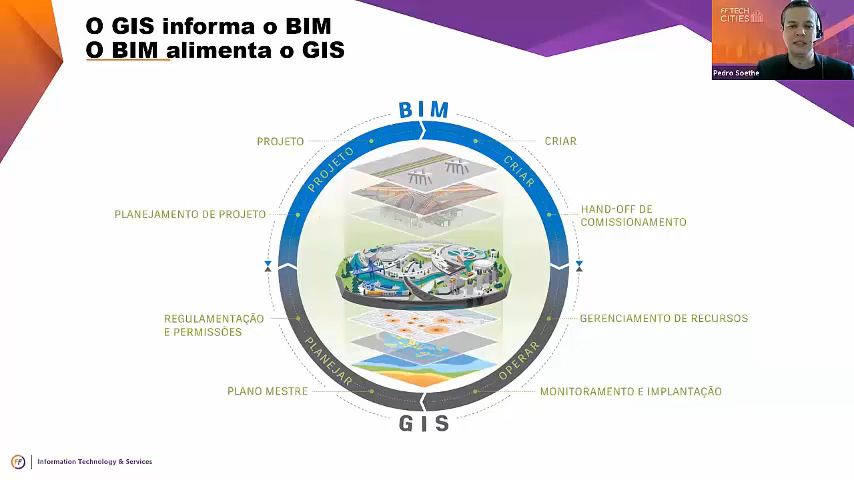 O GIS informa o BIM
O BIM alimenta o GIS
FF TECH
CITIES
Pedro Soethe
BIM
PROJETO
CRIAR
PROJETO
CRIAR
PLANEJAMENTO DE PROJETO
HAND-OFF DE
COMISSIONAMENTO
REGULAMENTAÇÃO
E PERMISSÕES
GERENCIAMENTO DE RECURSOS
PLANEJAR
OPERAR
PLANO MESTRE
MONITORAMENTO E IMPLANTAÇÃO
GIS
FF
Information Technology & Services